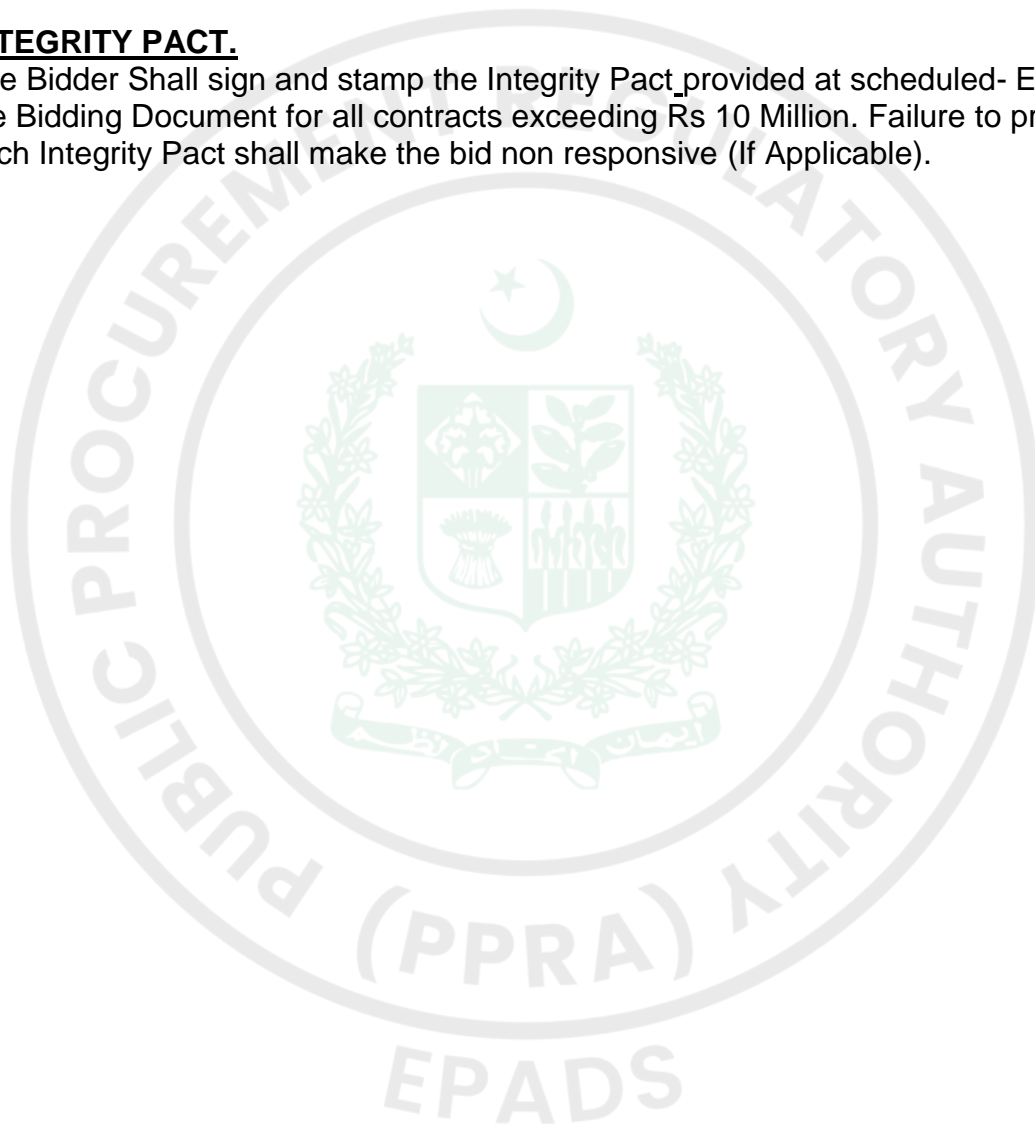 TEGRITY PACT.
e Bidder Shall sign and stamp the Integrity Pact provided at scheduled- E
e Bidding Document for all contracts exceeding Rs 10 Million. Failure to pr
ch Integrity Pact shall make the bid non responsive (If Applicable).
PUBLIC PROCUREMENT REGULATORY AUTHORITY
(PPRA)
EPADS